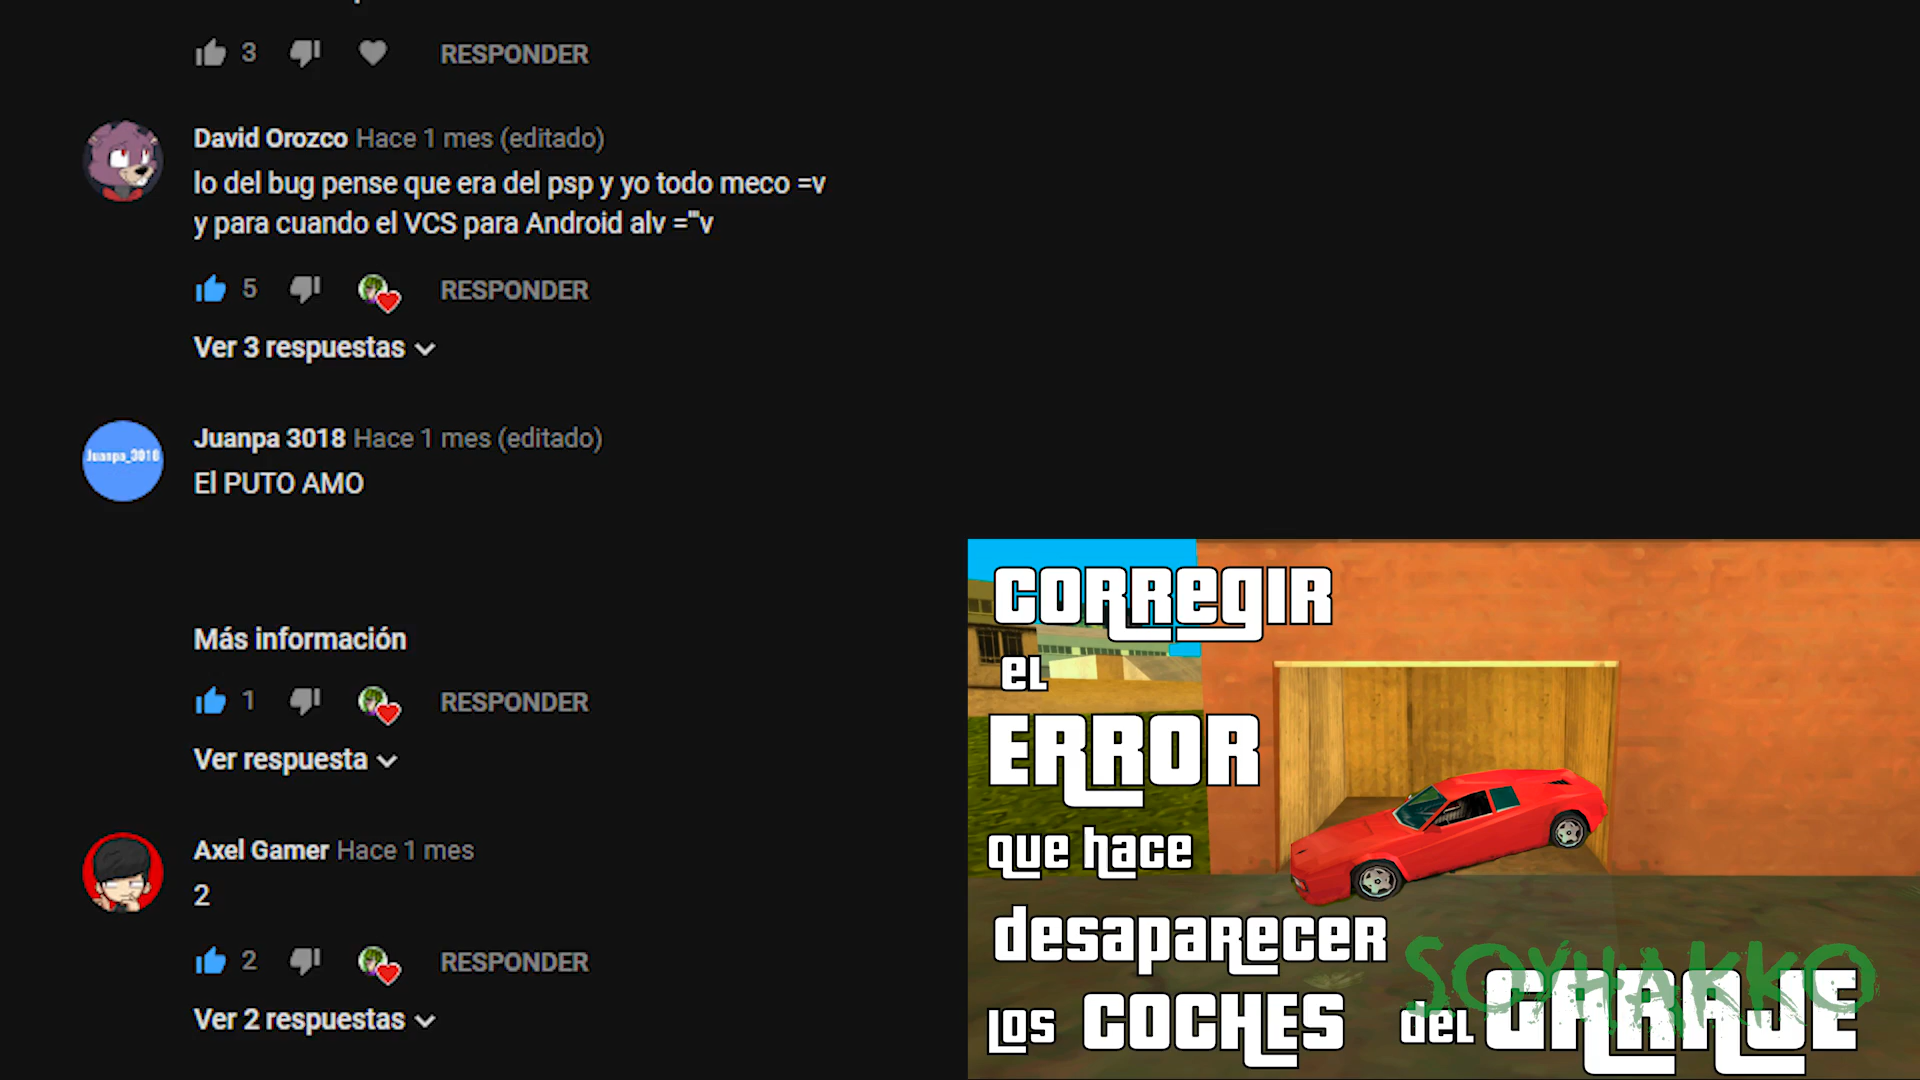 3 RESPONDER
David Orozco Hace 1 mes (editado)
lo del bug pense que era del psp y yo todo meco =v
y para cuando el VCS para Android alv ='"v
5 RESPONDER
Ver 3 respuestas
Juanpa_3018
Juanpa 3018 Hace 1 mes (editado)
El PUTO AMO
Más información
1 RESPONDER
Ver respuesta
Axel Gamer Hace 1 mes
2
2 RESPONDER
Ver 2 respuestas
CORREGIR
EL
ERROR
que hace
desaparecer
Los COCHES del GARAJE
SOYHAKKO